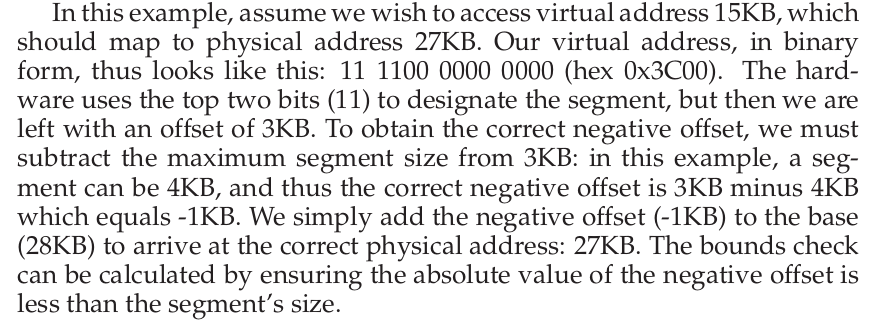 In this example, assume we wish to access virtual address 15KB, which
should map to physical address 27KB. Our virtual address, in binary
form, thus looks like this: 11 1100 0000 0000 (hex 0x3C00). The hard-
ware uses the top two bits (11) to designate the segment, but then we are
left with an offset of 3KB. To obtain the correct negative offset, we must
subtract the maximum segment size from 3KB: in this example, a seg-
ment can be 4KB, and thus the correct negative offset is 3KB minus 4KB
which equals -1KB. We simply add the negative offset (-1KB) to the base
(28KB) to arrive at the correct physical address: 27KB. The bounds check
can be calculated by ensuring the absolute value of the negative offset is
less than the segment's size.